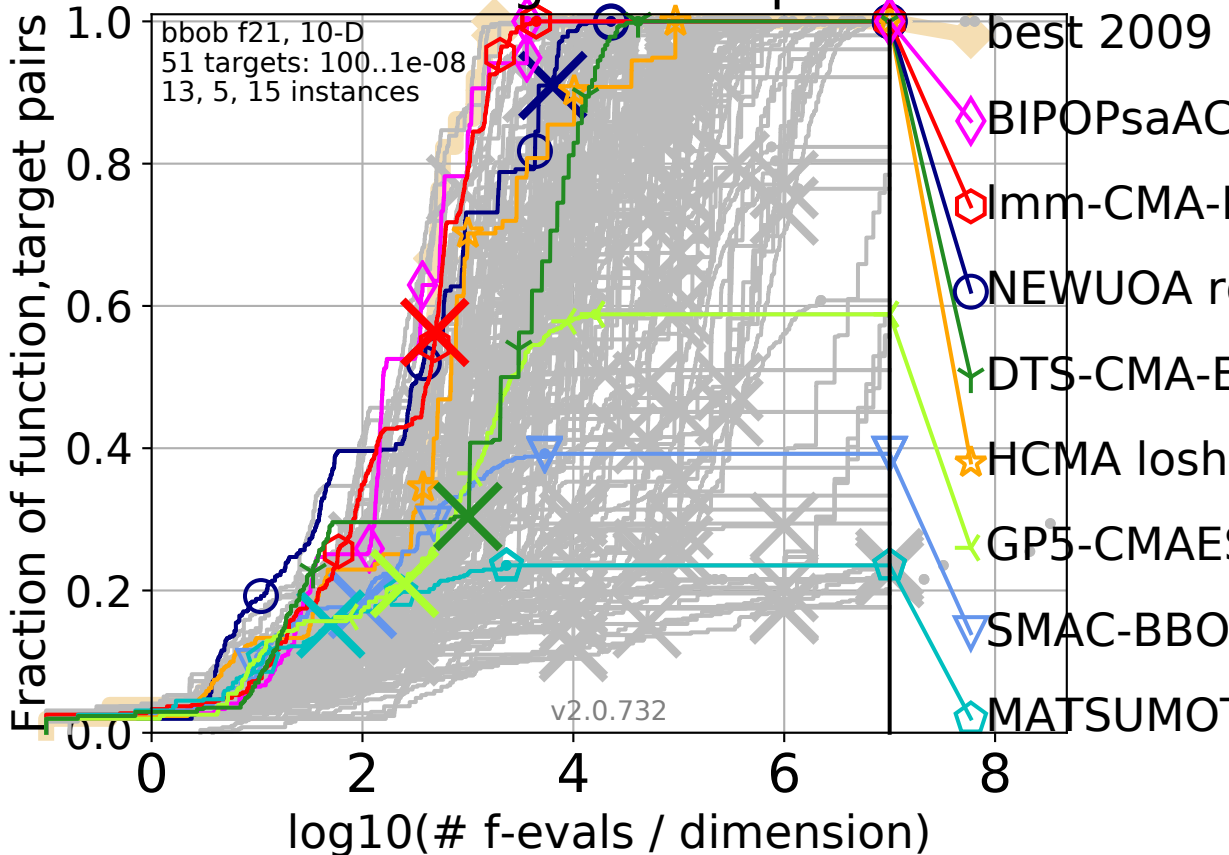 bbob f21, 10-D
51 targets: 100..1e-08
13, 5, 15 instances
Fraction of function,target pairs
1.0
0.8
0.6
0.4
0.2
0.0
0 2 4 6 8
log10(# f-evals / dimension)
v2.0.732
best 2009
BIPOPsaAC
lmm-CMA-
NEWUOA
DTS-CMA-E
HCMA losh
GP5-CMAES
SMAC-BBO
MATSUMOT